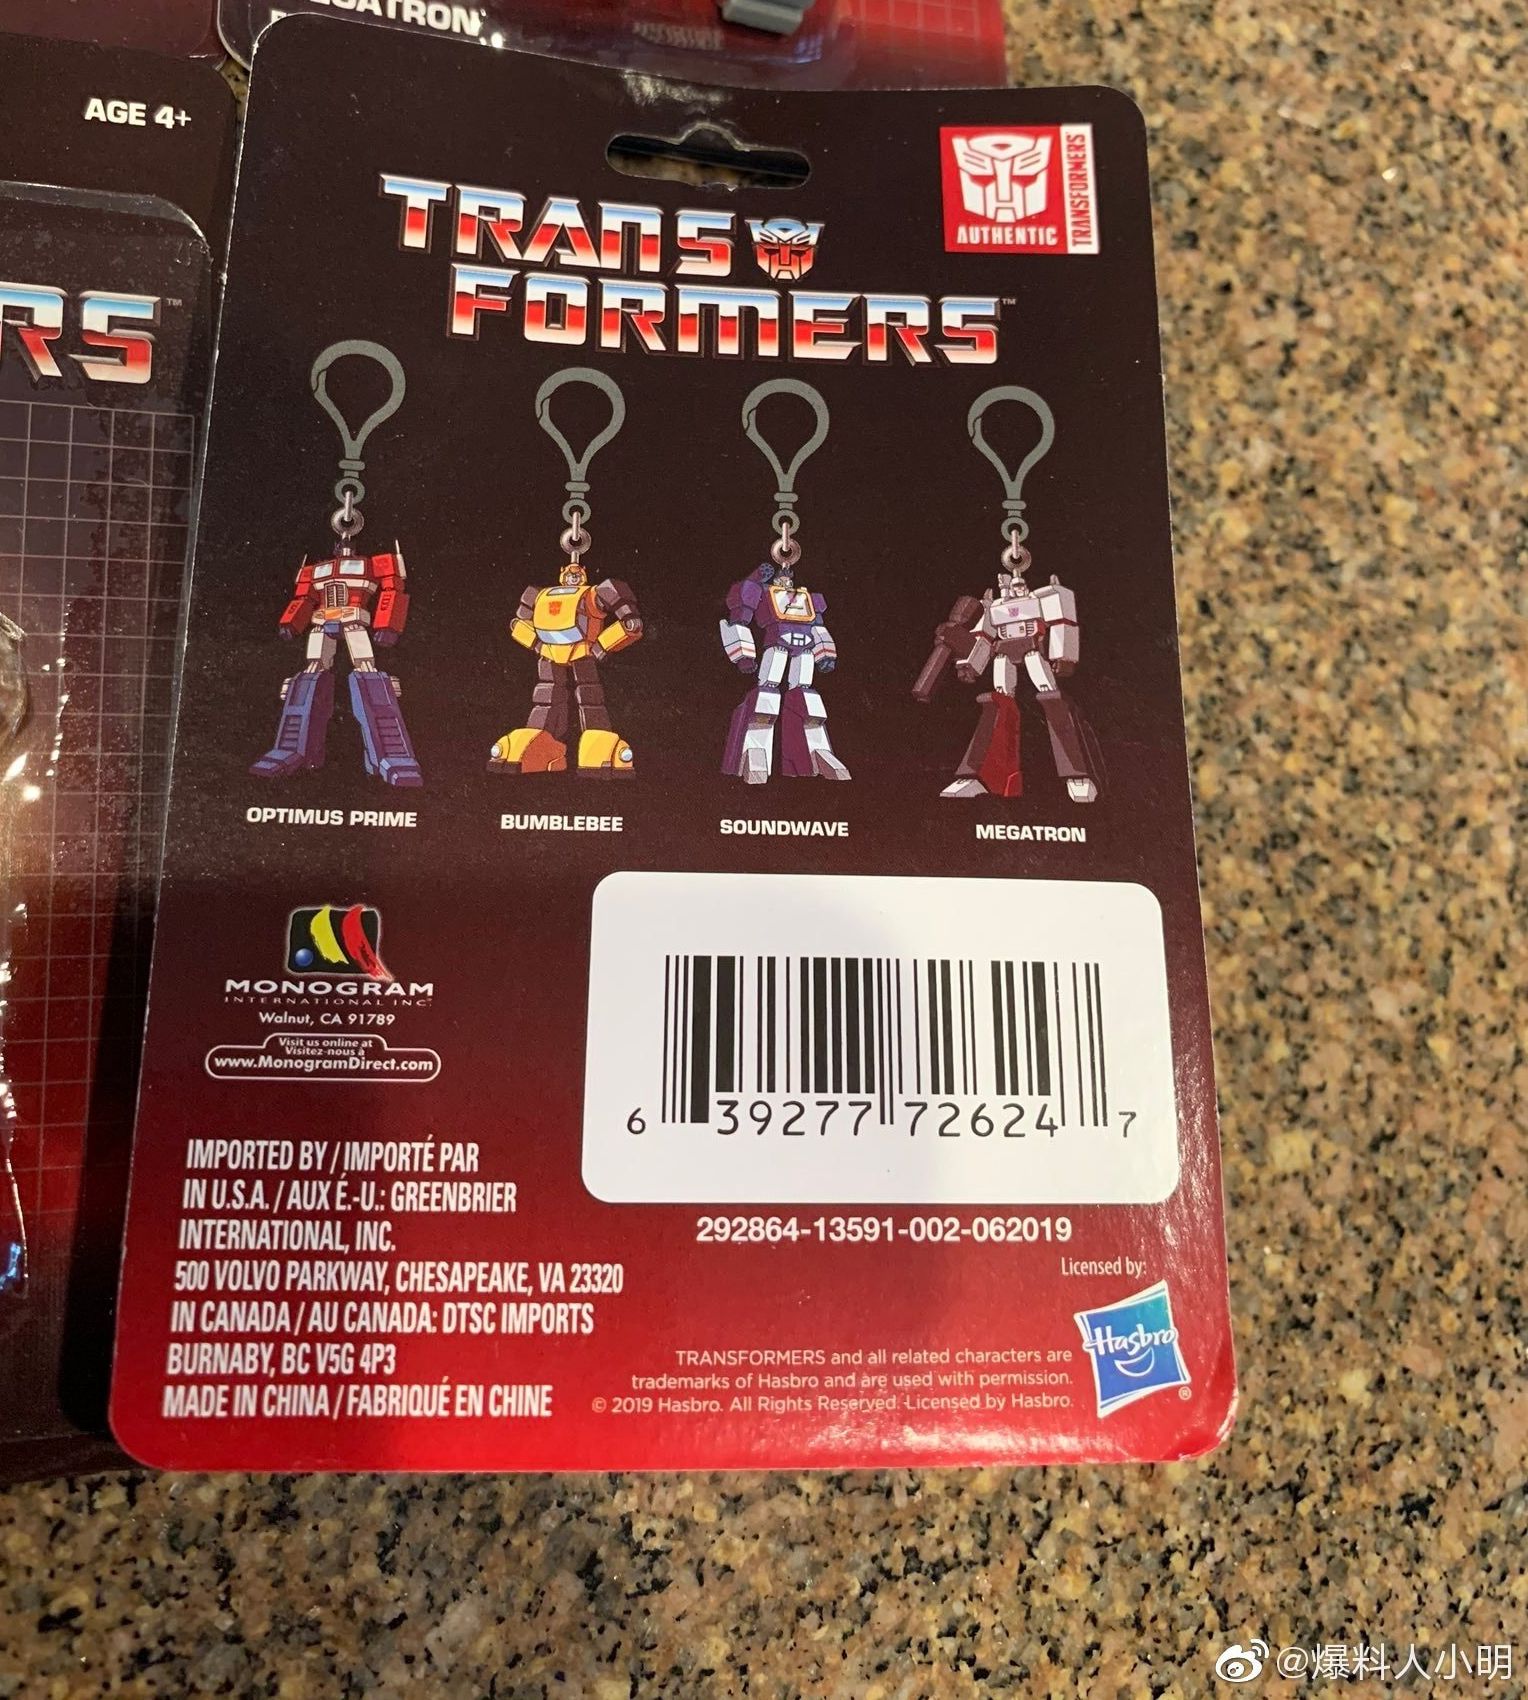 MEGATRON
AGE 4+
RS™
AUTHENTIC
TRANSFORMERS
TRANS
FORMERS™
OPTIMUS PRIME
BUMBLEBEE
SOUNDWAVE
MEGATRON
MONOGRAM
INTERNATIONAL INC.
Walnut, CA 91789
Visit us online at
Visitez-nous à
www.MonogramDirect.com
6 39277 72624 7
IMPORTED BY / IMPORTÉ PAR
IN U.S.A. / AUX É.-U.: GREENBRIER
INTERNATIONAL, INC.
500 VOLVO PARKWAY, CHESAPEAKE, VA 23320
IN CANADA / AU CANADA: DTSC IMPORTS
BURNABY, BC V5G 4P3
MADE IN CHINA / FABRIQUÉ EN CHINE
292864-13591-002-062019
Licensed by:
Hasbro®
TRANSFORMERS and all related characters are
trademarks of Hasbro and are used with permission.
© 2019 Hasbro. All Rights Reserved. Licensed by Hasbro.
@爆料人小明